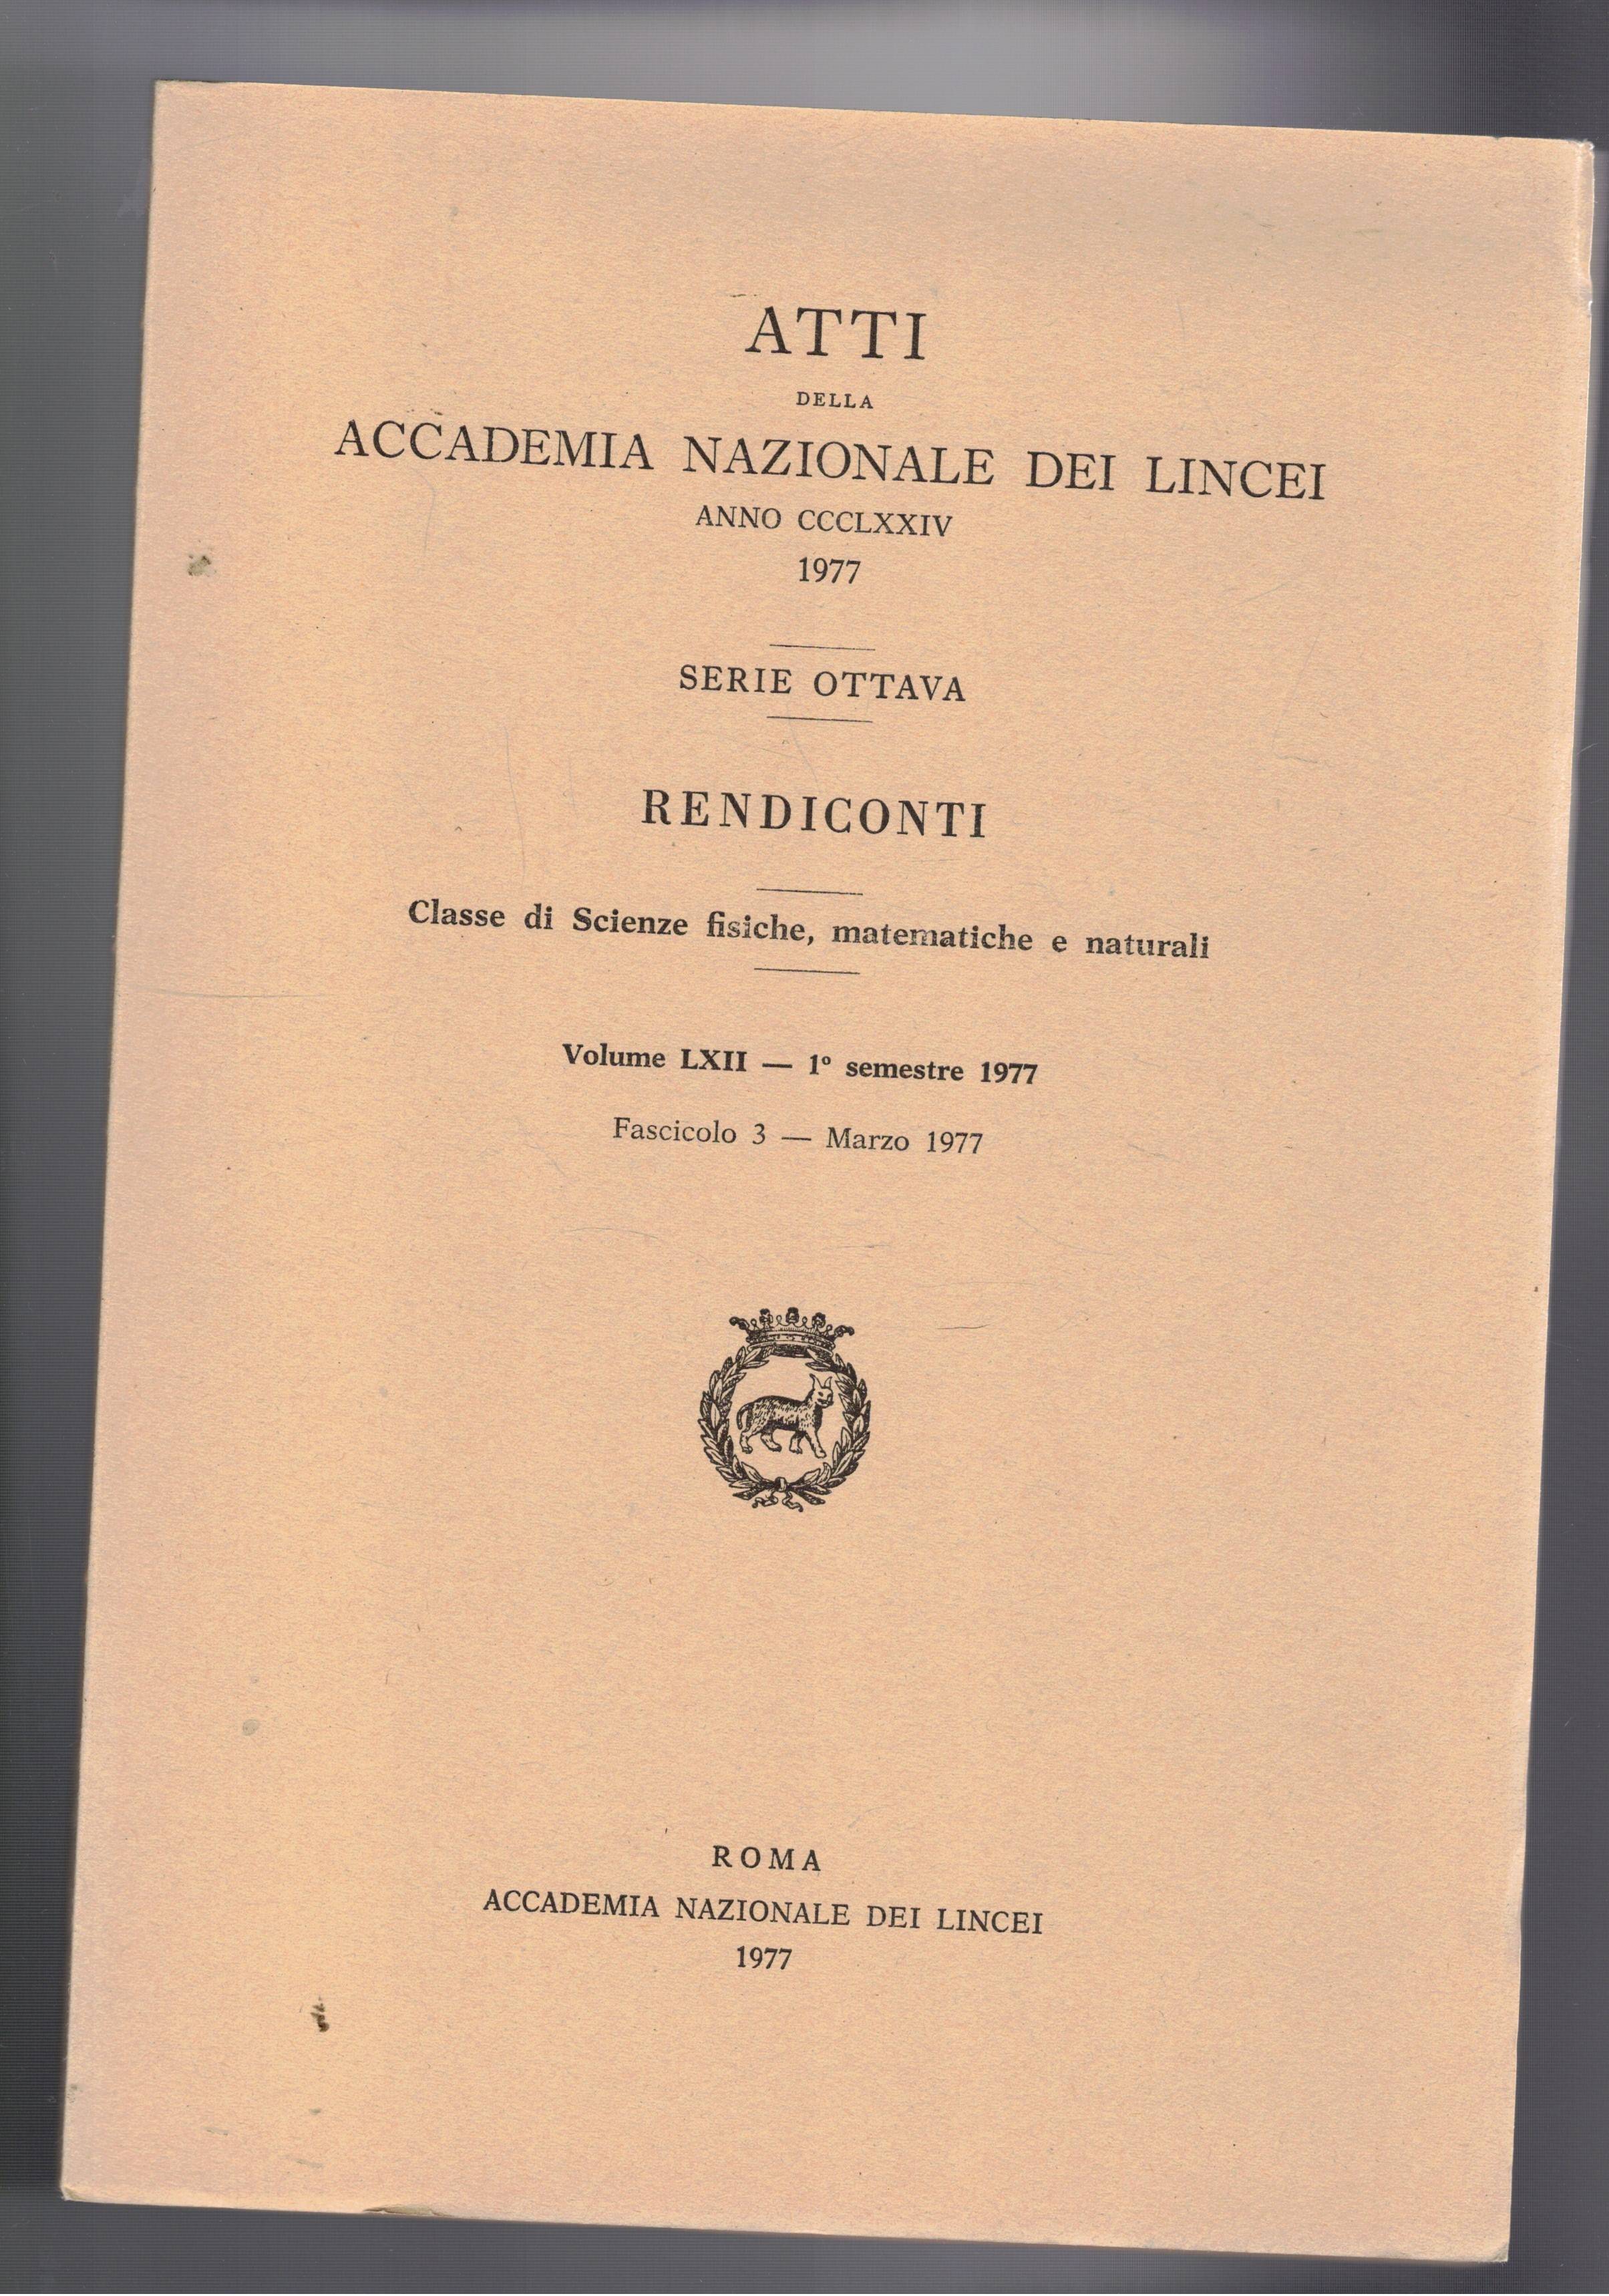 ATTI
DELLA
ACCADEMIA NAZIONALE DEI LINCEI
ANNO CCCLXXIV
1977
SERIE OTTAVA
RENDICONTI
Classe di Scienze fisiche, matematiche e naturali
Volume LXII — 1º semestre 1977
Fascicolo 3 — Marzo 1977
ROMA
ACCADEMIA NAZIONALE DEI LINCEI
1977